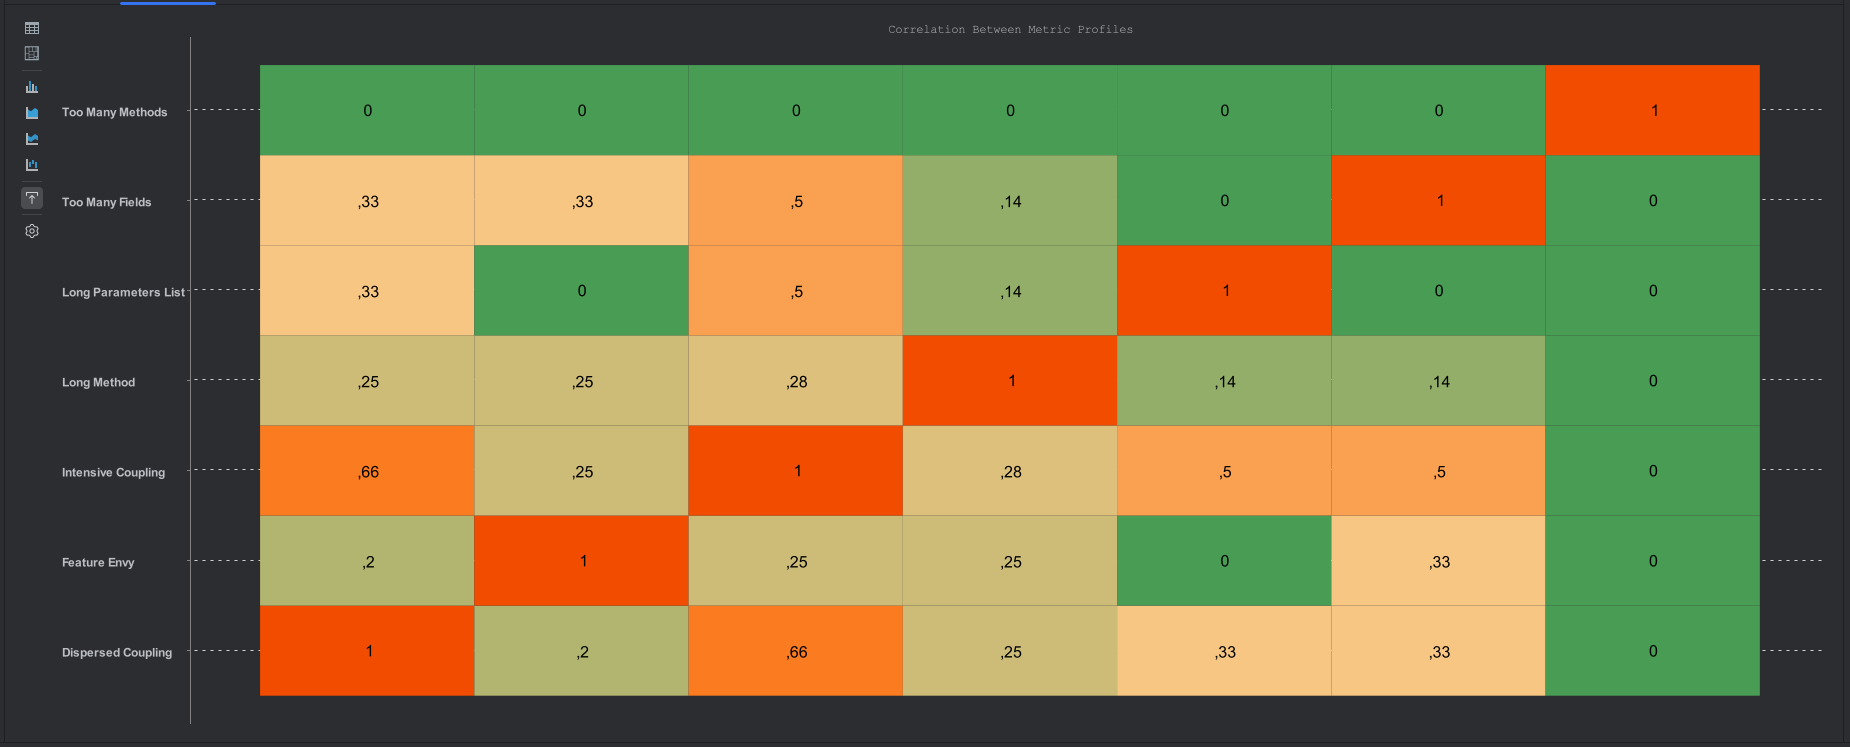 Correlation Between Metric Profiles
Too Many Methods 0 0 0 0 0 0 1
Too Many Fields ,33 ,33 ,5 ,14 0 1 0
Long Parameters List ,33 0 ,5 ,14 1 0 0
Long Method ,25 ,25 ,28 1 ,14 ,14 0
Intensive Coupling ,66 ,25 1 ,28 ,5 ,5 0
Feature Envy ,2 1 ,25 ,25 0 ,33 0
Dispersed Coupling 1 ,2 ,66 ,25 ,33 ,33 0